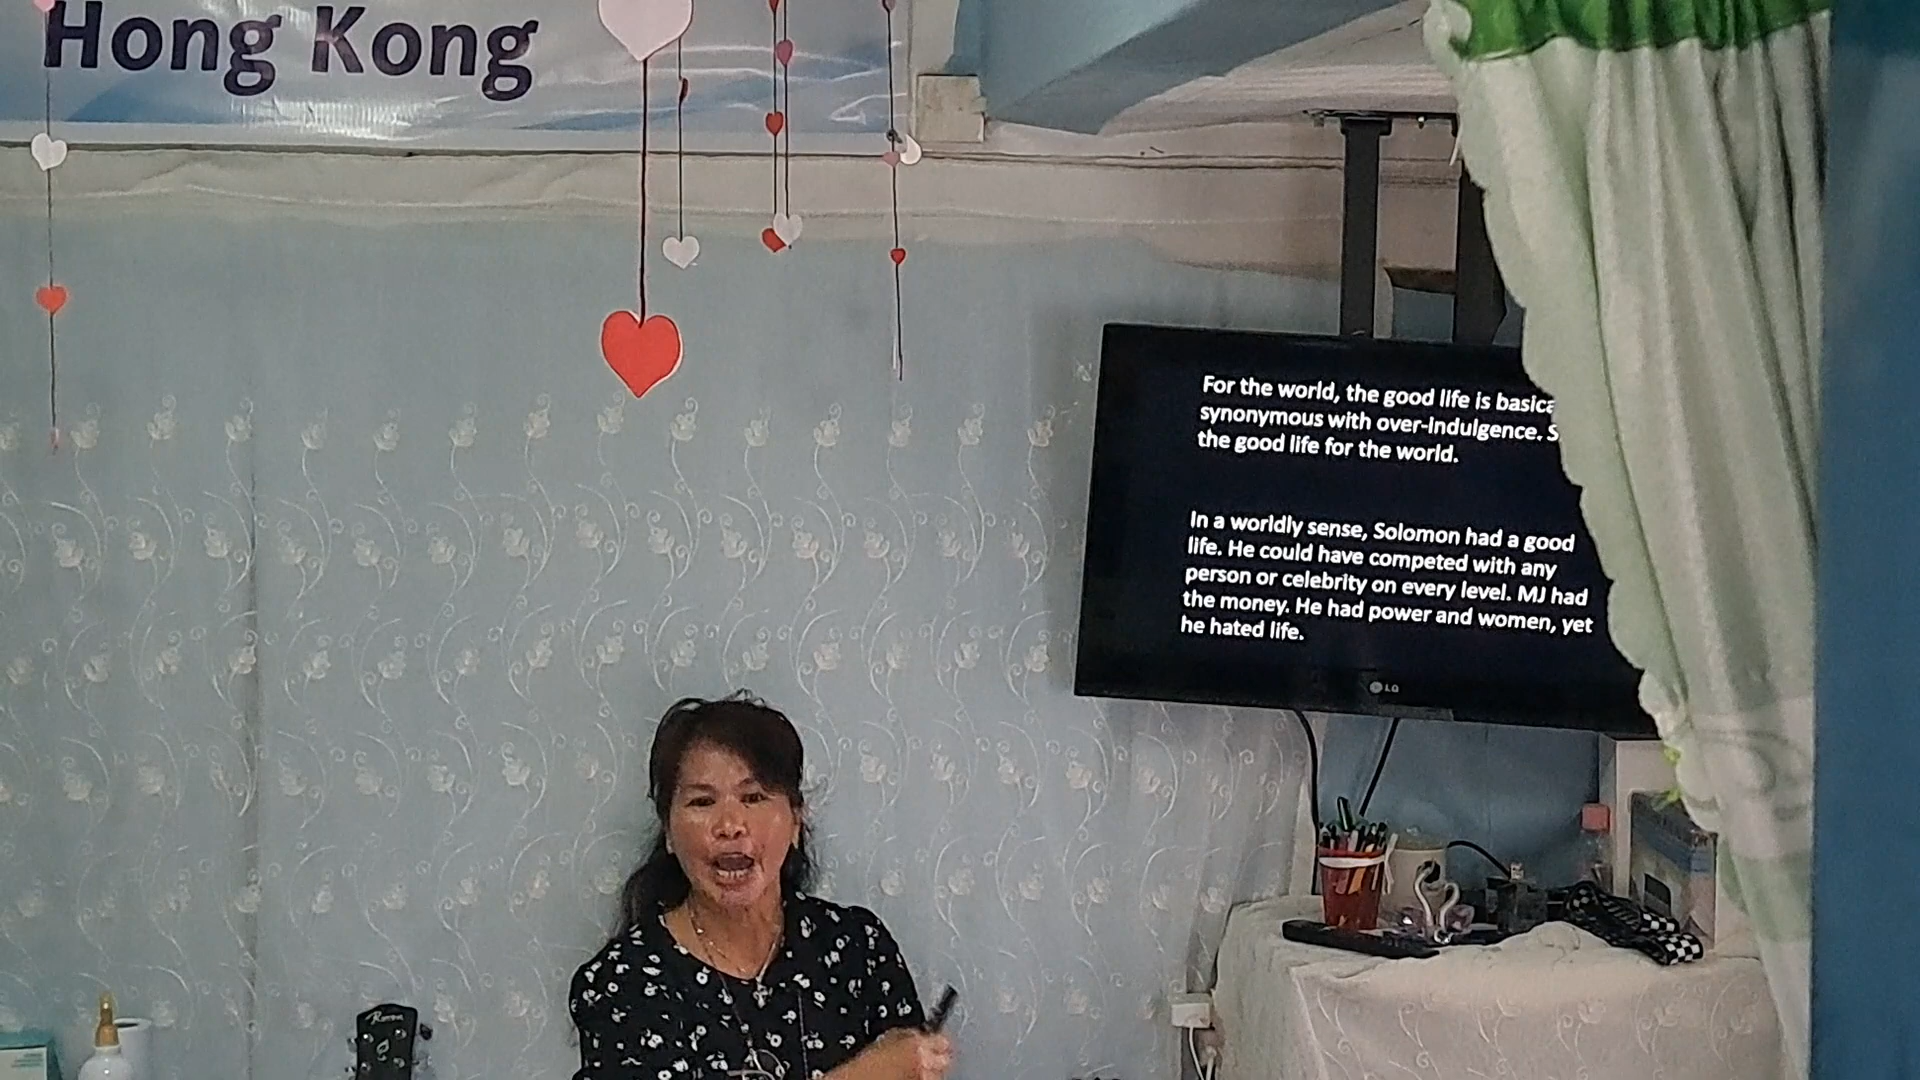 Hong Kong
For the world, the good life is
synonymous with over-indulgence.
the good life for the world.
In a worldly sense, Solomon had a good
life. He could have competed with any
person or celebrity on every level. MJ had
the money. He had power and women, yet
he hated life.
LG